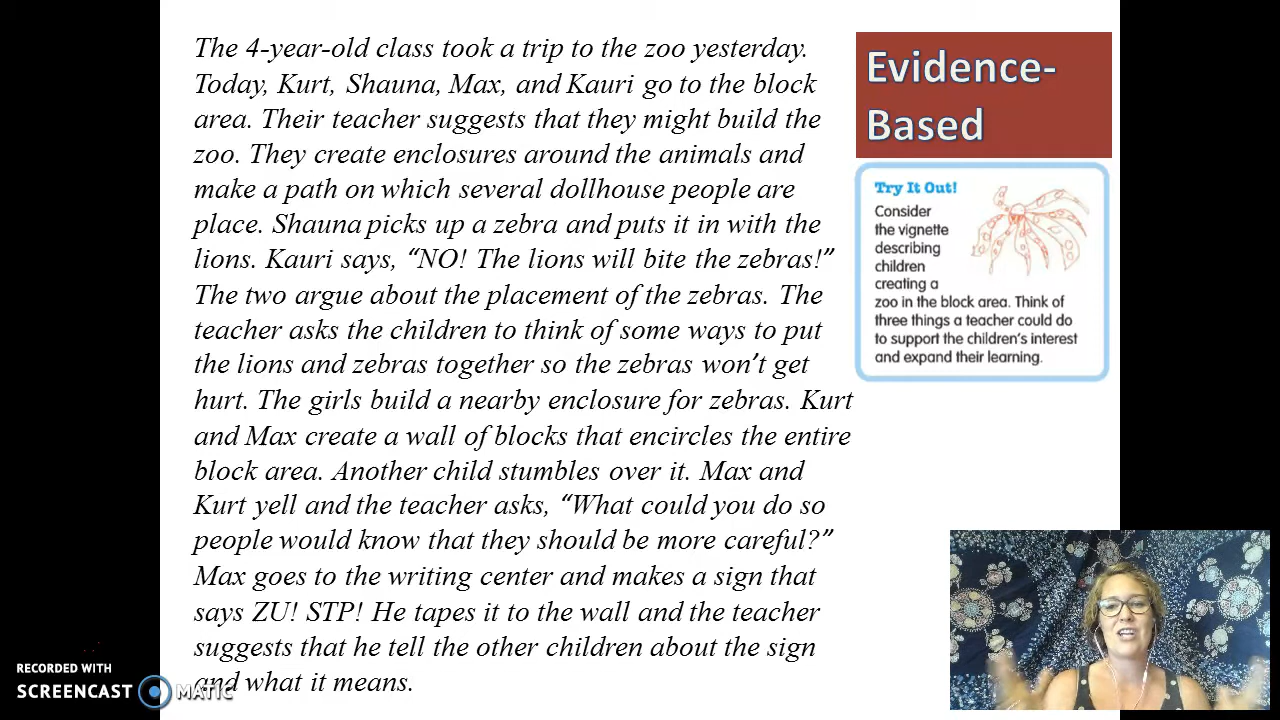 The 4-year-old class took a trip to the zoo yesterday.
Today, Kurt, Shauna, Max, and Kauri go to the block
area. Their teacher suggests that they might build the
zoo. They create enclosures around the animals and
make a path on which several dollhouse people are
place. Shauna picks up a zebra and puts it in with the
lions. Kauri says, “NO! The lions will bite the zebras!”
The two argue about the placement of the zebras. The
teacher asks the children to think of some ways to put
the lions and zebras together so the zebras won’t get
hurt. The girls build a nearby enclosure for zebras. Kurt
and Max create a wall of blocks that encircles the entire
block area. Another child stumbles over it. Max and
Kurt yell and the teacher asks, “What could you do so
people would know that they should be more careful?”
Max goes to the writing center and makes a sign that
says ZU! STP! He tapes it to the wall and the teacher
suggests that he tell the other children about the sign
and what it means.
Evidence-
Based
Try It Out!
Consider
the vignette
describing
children
creating a
zoo in the block area. Think of
three things a teacher could do
to support the children's interest
and expand their learning.
RECORDED WITH
SCREENCAST MATIC